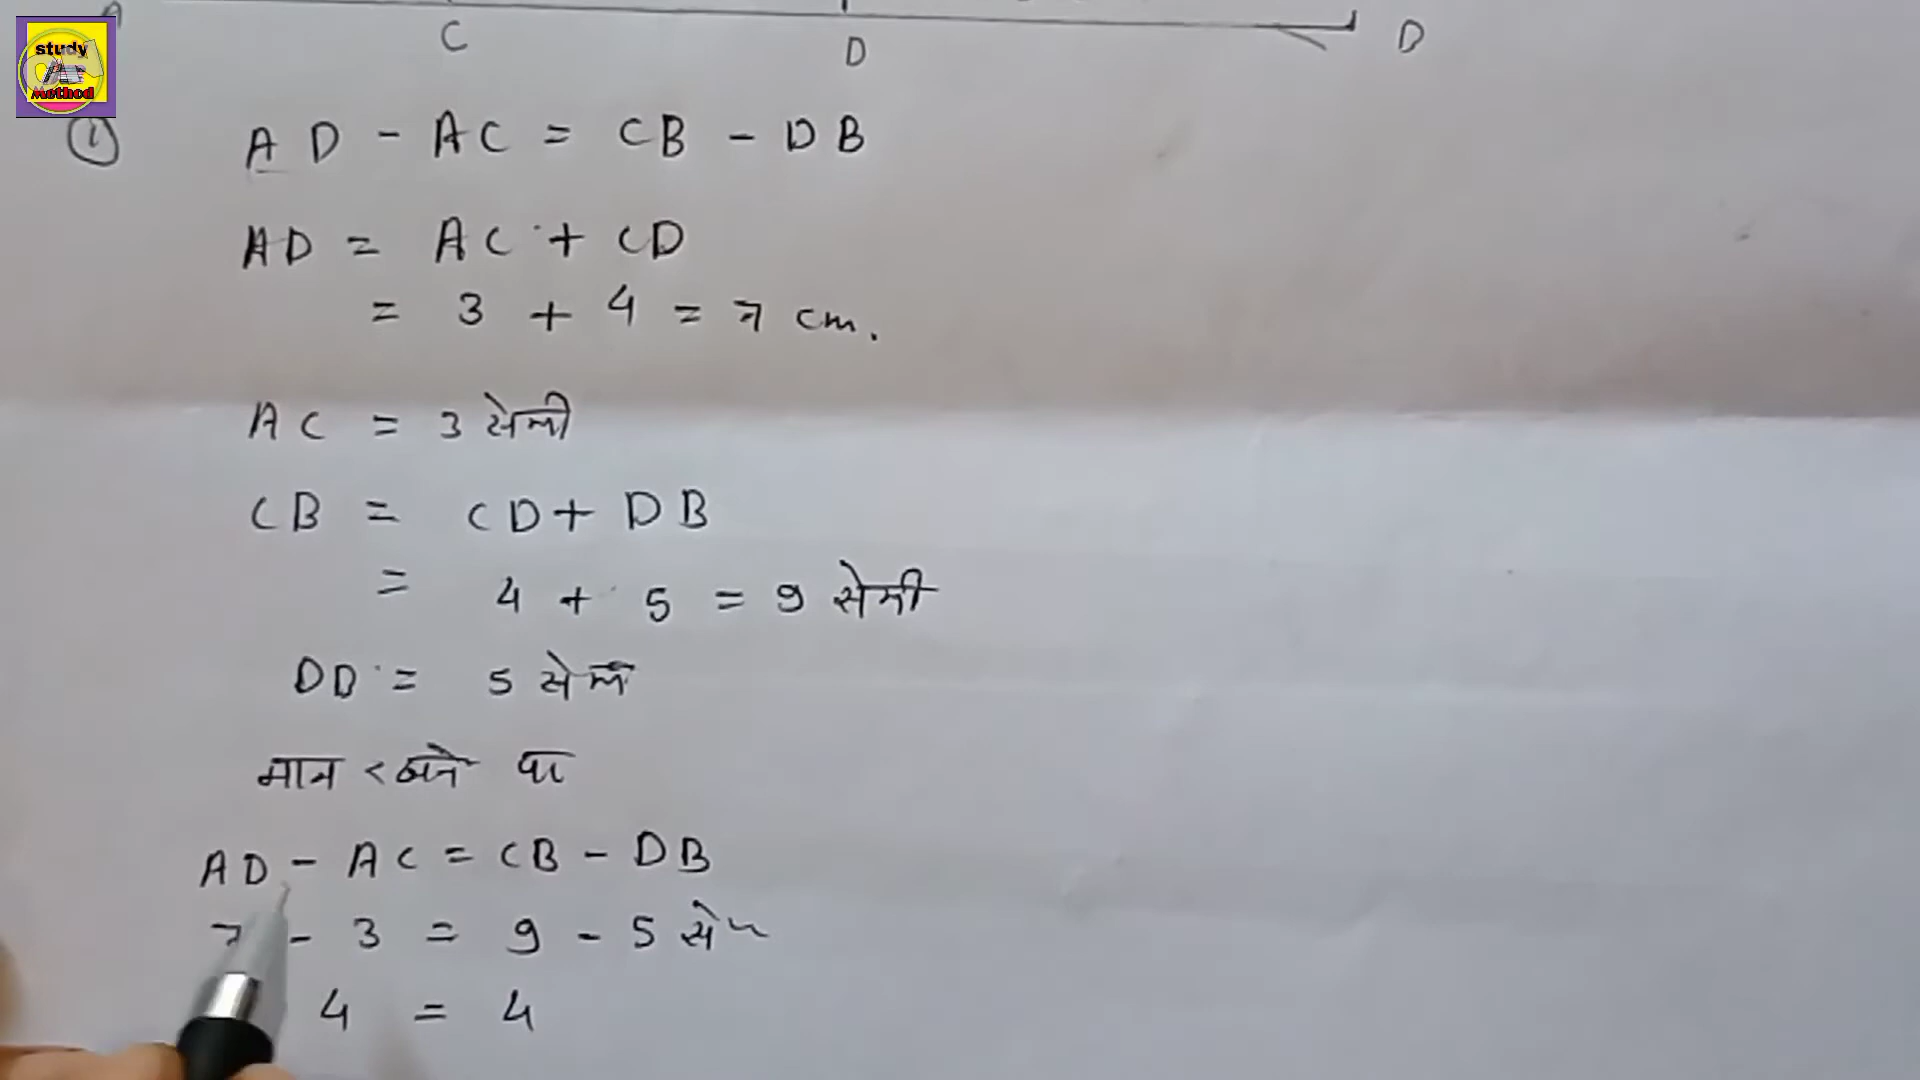 A
C
D
D
study
Method
(1) AD - AC = CB - DB
AD = AC + CD
= 3 + 4 = 7 cm.
AC = 3 सेमी
CB = CD + DB
= 4 + 5 = 9 सेमी
DB = 5 सेमी
मान रखने पर
AD - AC = CB - DB
7 - 3 = 9 - 5 सेमी
4 = 4